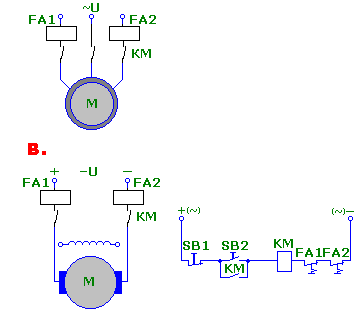 ~U
FA1 FA2
KM
M
B.
+ -U -
FA1 FA2
KM
M
+(~) (~)-
SB1 SB2 KM FA1 FA2
KM